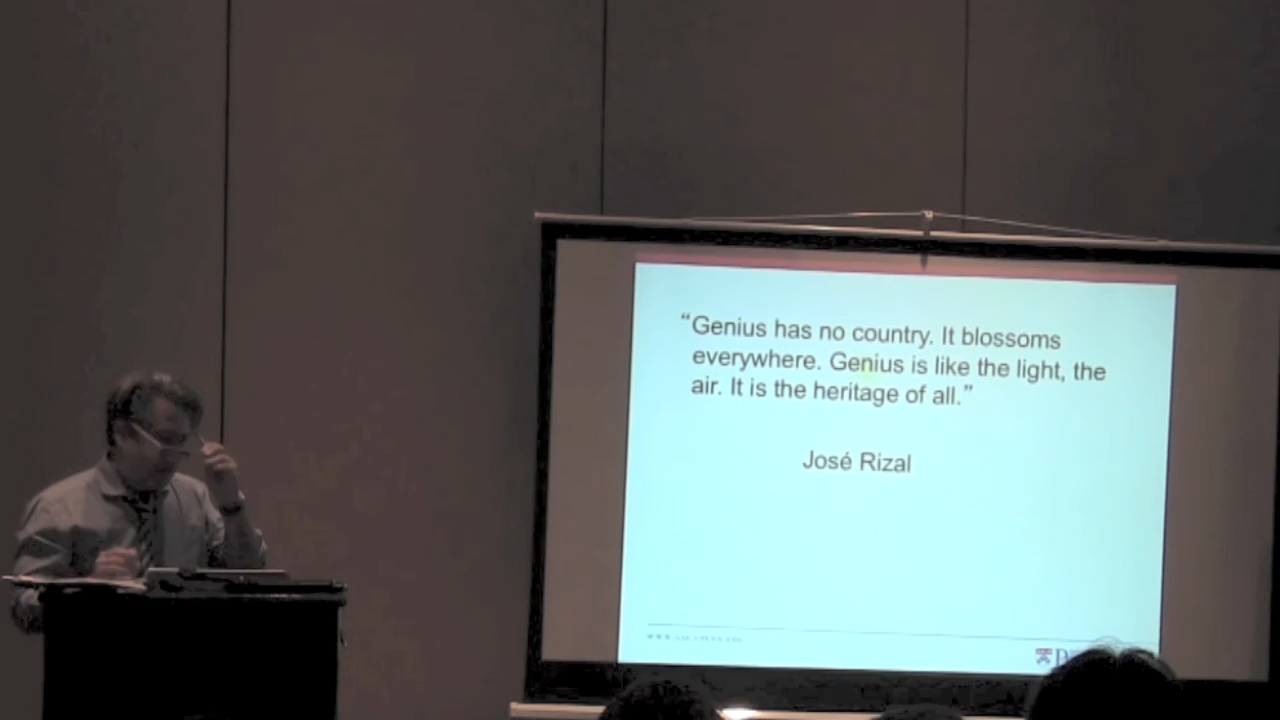 “Genius has no country. It blossoms
everywhere. Genius is like the light, the
air. It is the heritage of all.”
José Rizal